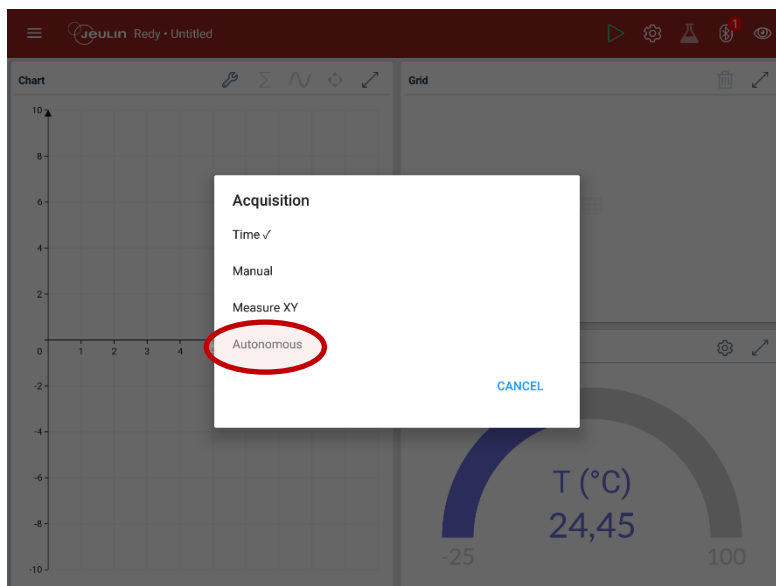 Jeulin Redy • Untitled
1
Chart
Grid
10
8
6
4
2
0
1 2 3 4
-2
-4
-6
-8
-10
Acquisition
Time ✓
Manual
Measure XY
Autonomous
CANCEL
T (°C)
24,45
-25
100